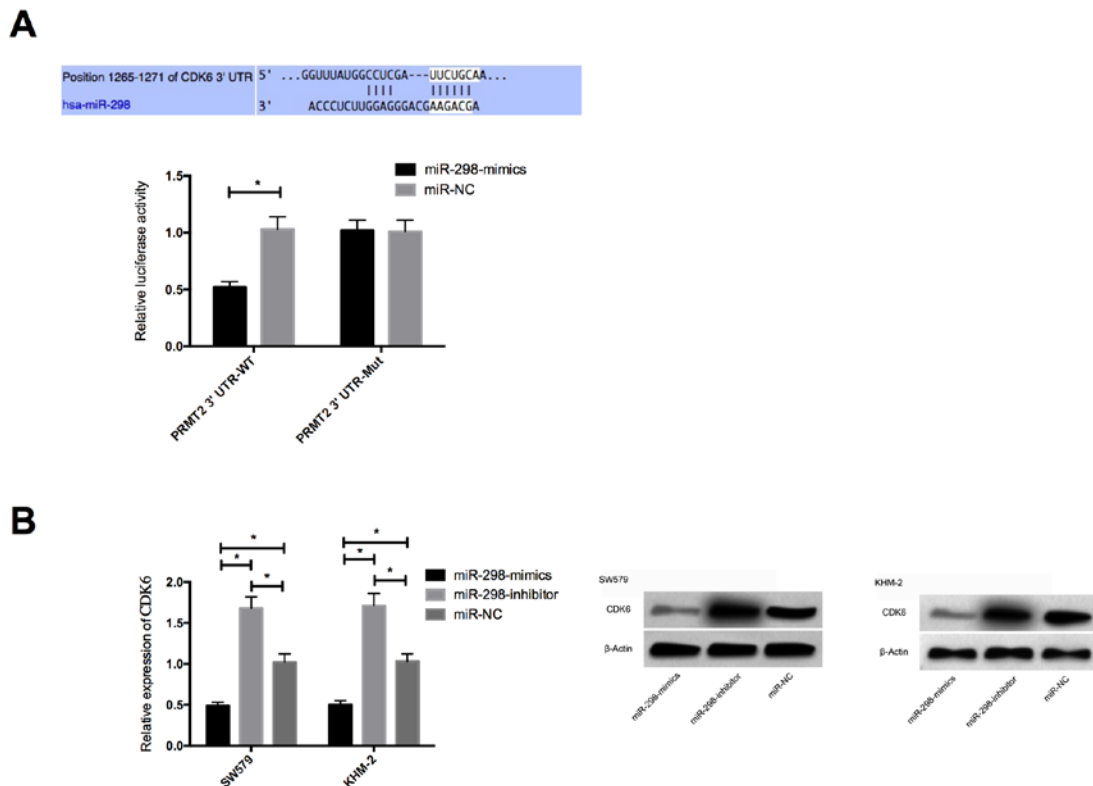 A
Position 1265-1271 of CDK6 3' UTR 5' ...GGUUUAUGGCCUCGA---UUCUGCAA...
hsa-miR-298 3' ACCCUCUUGGAGGGACGAAGACGA
miR-298-mimics
miR-NC
*
Relative luciferase activity
1.5
1.0
0.5
0.0
PRMT2 3' UTR-WT
PRMT2 3' UTR-Mut
B
* * *
* * *
Relative expression of CDK6
2.0
1.5
1.0
0.5
0.0
SW579
KHM-2
miR-298-mimics
miR-298-inhibitor
miR-NC
SW579
CDK6
β-Actin
miR-298-mimics
miR-298-inhibitor
miR-NC
KHM-2
CDK6
β-Actin
miR-298-mimics
miR-298-inhibitor
miR-NC